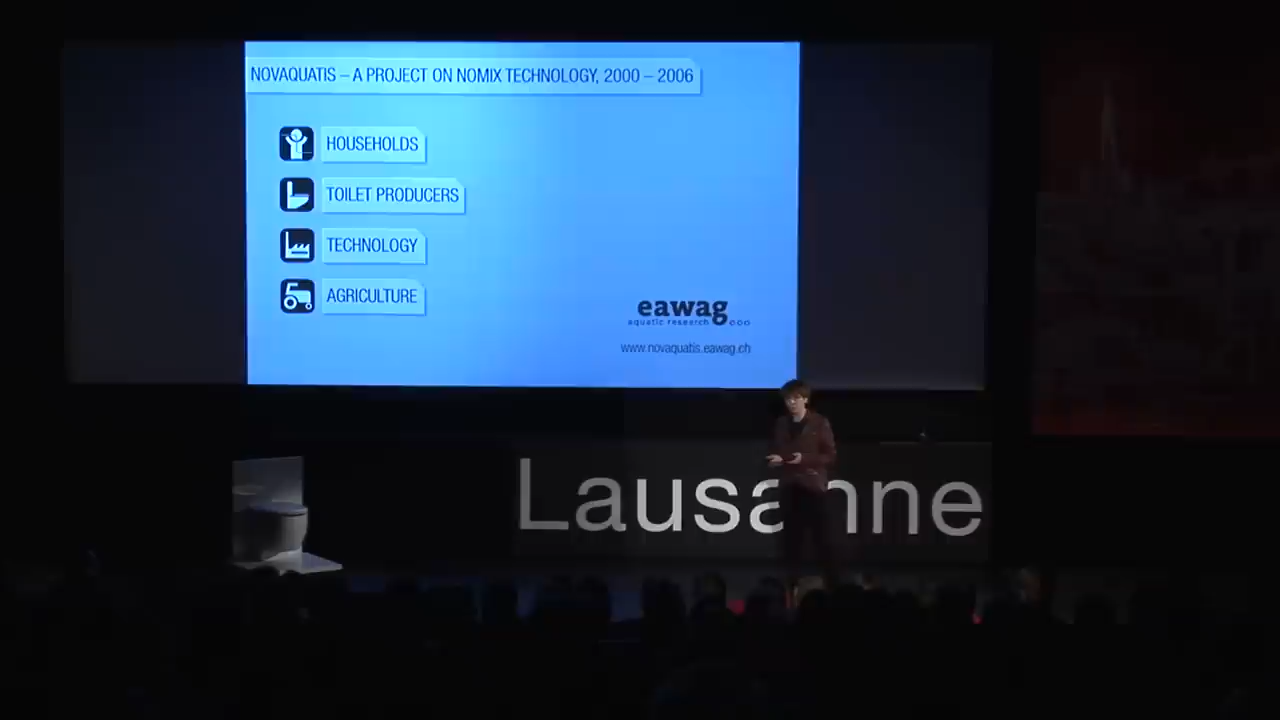 NOVAQUATIS – A PROJECT ON NOMIX TECHNOLOGY, 2000 – 2006
HOUSEHOLDS
TOILET PRODUCERS
TECHNOLOGY
AGRICULTURE
eawag
aquatic research
www.novaquatis.eawag.ch
Lausanne